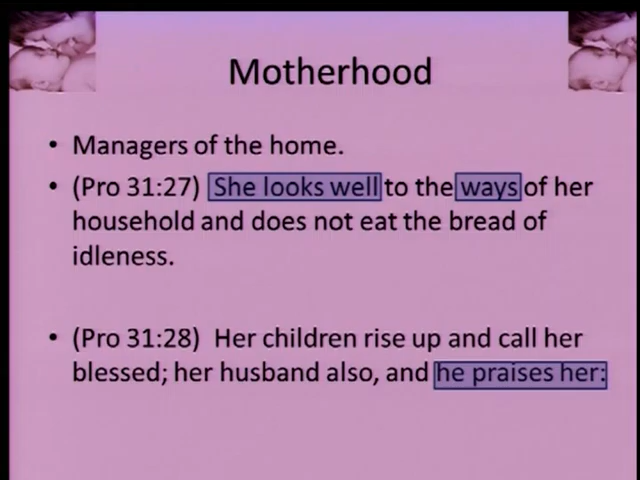 Motherhood
• Managers of the home.
• (Pro 31:27) She looks well to the ways of her
household and does not eat the bread of
idleness.
• (Pro 31:28) Her children rise up and call her
blessed; her husband also, and he praises her: